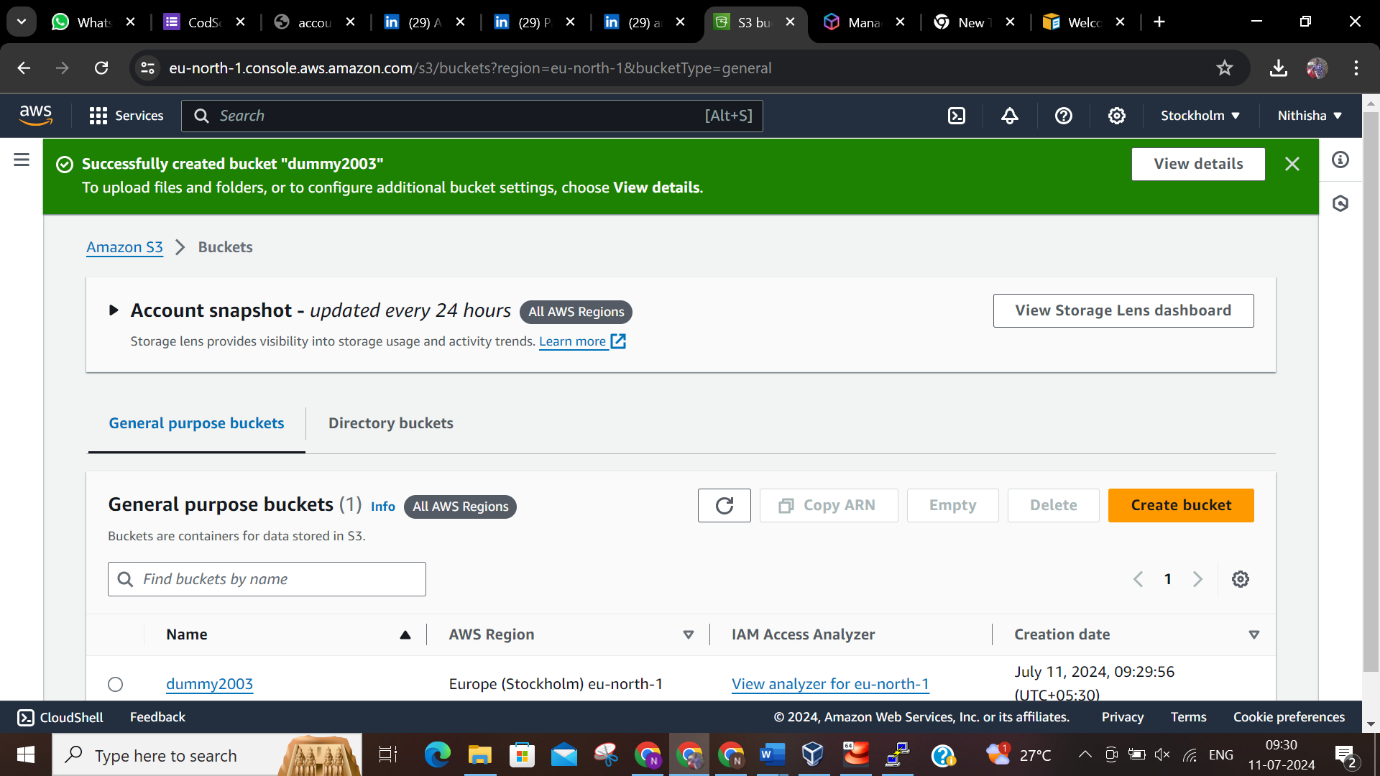 Whats
CodS
accou
(29) A
(29) P
(29) a
S3 bu
Mana
New T
Welco
eu-north-1.console.aws.amazon.com/s3/buckets?region=eu-north-1&bucketType=general
aws
Services
Search
[Alt+S]
Stockholm
Nithisha
Successfully created bucket "dummy2003"
To upload files and folders, or to configure additional bucket settings, choose View details.
View details
Amazon S3
Buckets
Account snapshot - updated every 24 hours
All AWS Regions
Storage lens provides visibility into storage usage and activity trends. Learn more
View Storage Lens dashboard
General purpose buckets
Directory buckets
General purpose buckets (1)
Info
All AWS Regions
Copy ARN
Empty
Delete
Create bucket
Buckets are containers for data stored in S3.
Find buckets by name
1
Name
AWS Region
IAM Access Analyzer
Creation date
dummy2003
Europe (Stockholm) eu-north-1
View analyzer for eu-north-1
July 11, 2024, 09:29:56
(UTC+05:30)
CloudShell
Feedback
© 2024, Amazon Web Services, Inc. or its affiliates.
Privacy
Terms
Cookie preferences
Type here to search
27°C
ENG
09:30
11-07-2024
2